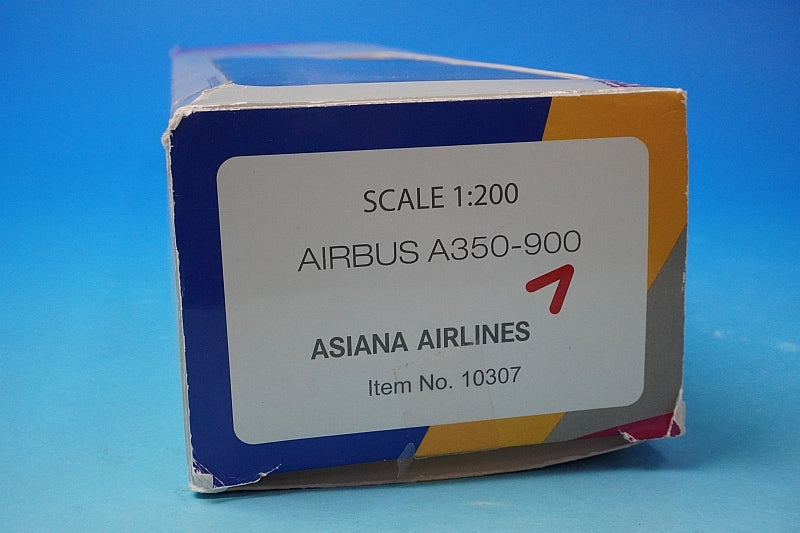 SCALE 1:200
AIRBUS A350-900
ASIANA AIRLINES
Item No. 10307